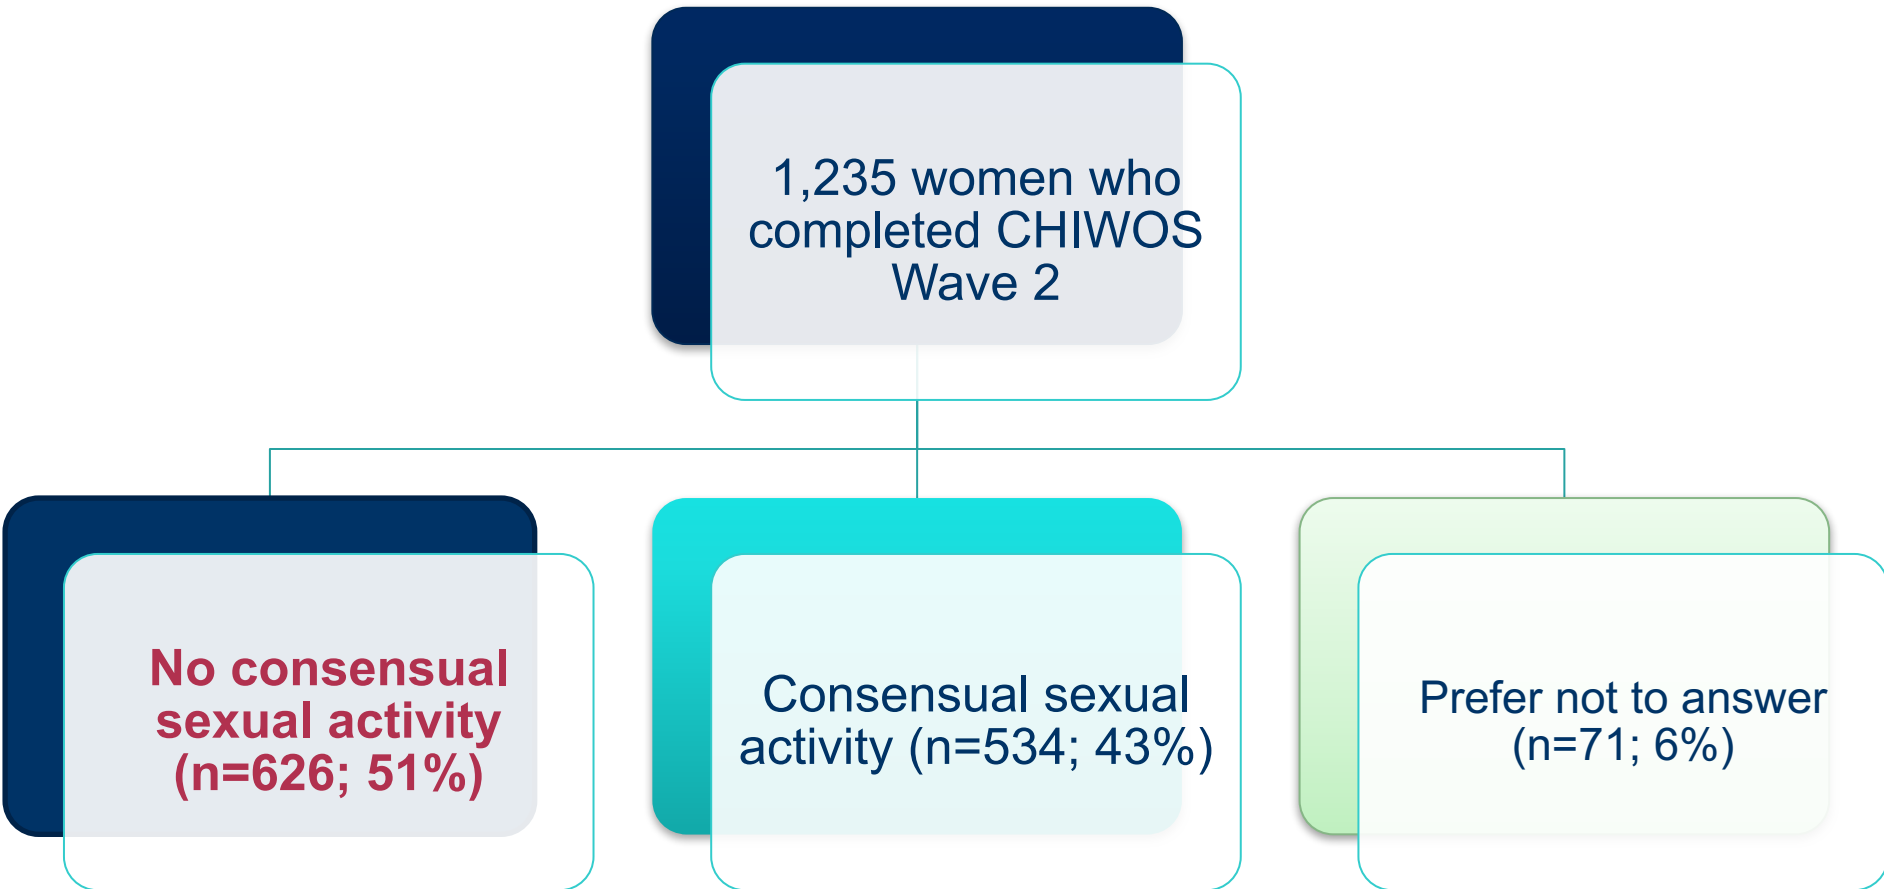 1,235 women who
completed CHIWOS
Wave 2
No consensual
sexual activity
(n=626; 51%)
Consensual sexual
activity (n=534; 43%)
Prefer not to answer
(n=71; 6%)